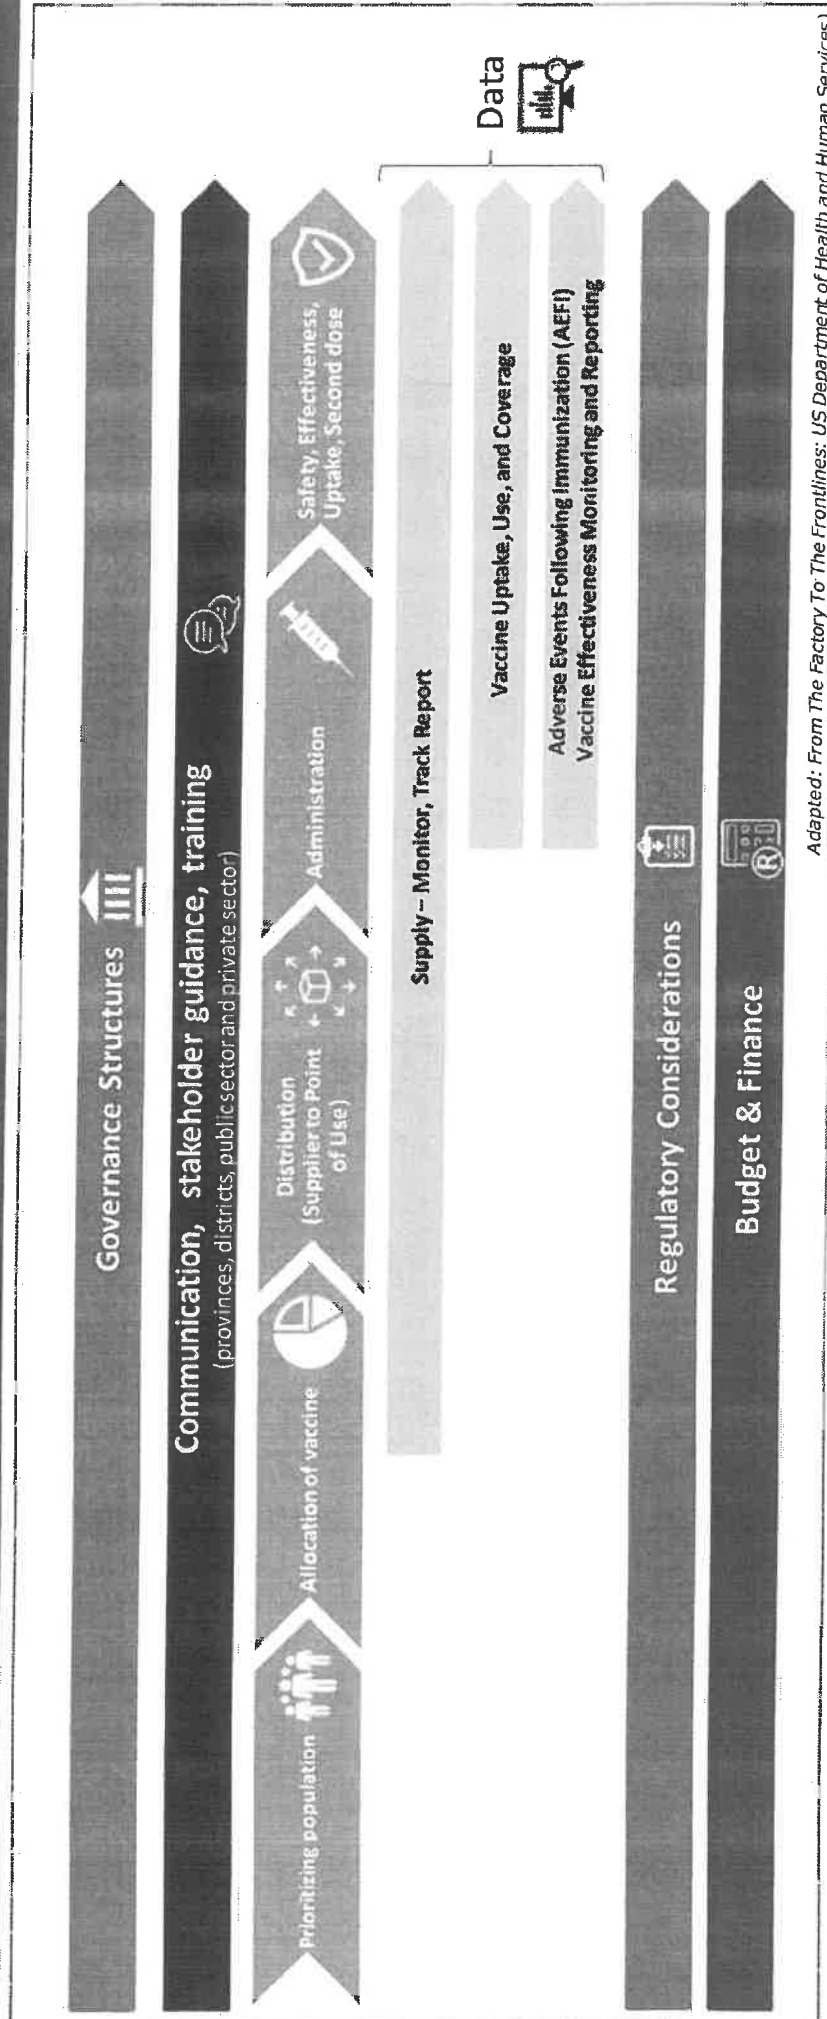 Governance Structures
Communication, stakeholder guidance, training
(provinces, districts, public sector and private sector)
Prioritizing population
Allocation of vaccine
Distribution
(Supplier to Point
of Use)
Administration
Safety, Effectiveness,
Uptake, Second dose
Supply – Monitor, Track Report
Vaccine Uptake, Use, and Coverage
Adverse Events Following Immunization (AEFI)
Vaccine Effectiveness Monitoring and Reporting
Data
Regulatory Considerations
Budget & Finance
R
Adapted: From The Factory To The Frontlines: US Department of Health and Human Services)